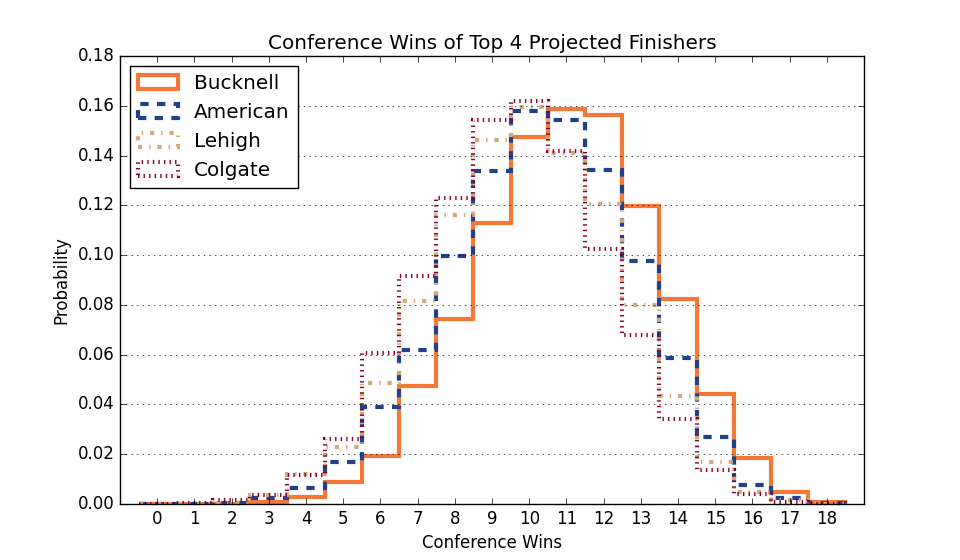 Conference Wins of Top 4 Projected Finishers
0.18
0.16
0.14
0.12
0.10
0.08
0.06
0.04
0.02
0.00
Probability
Bucknell
American
Lehigh
Colgate
0 1 2 3 4 5 6 7 8 9 10 11 12 13 14 15 16 17 18
Conference Wins